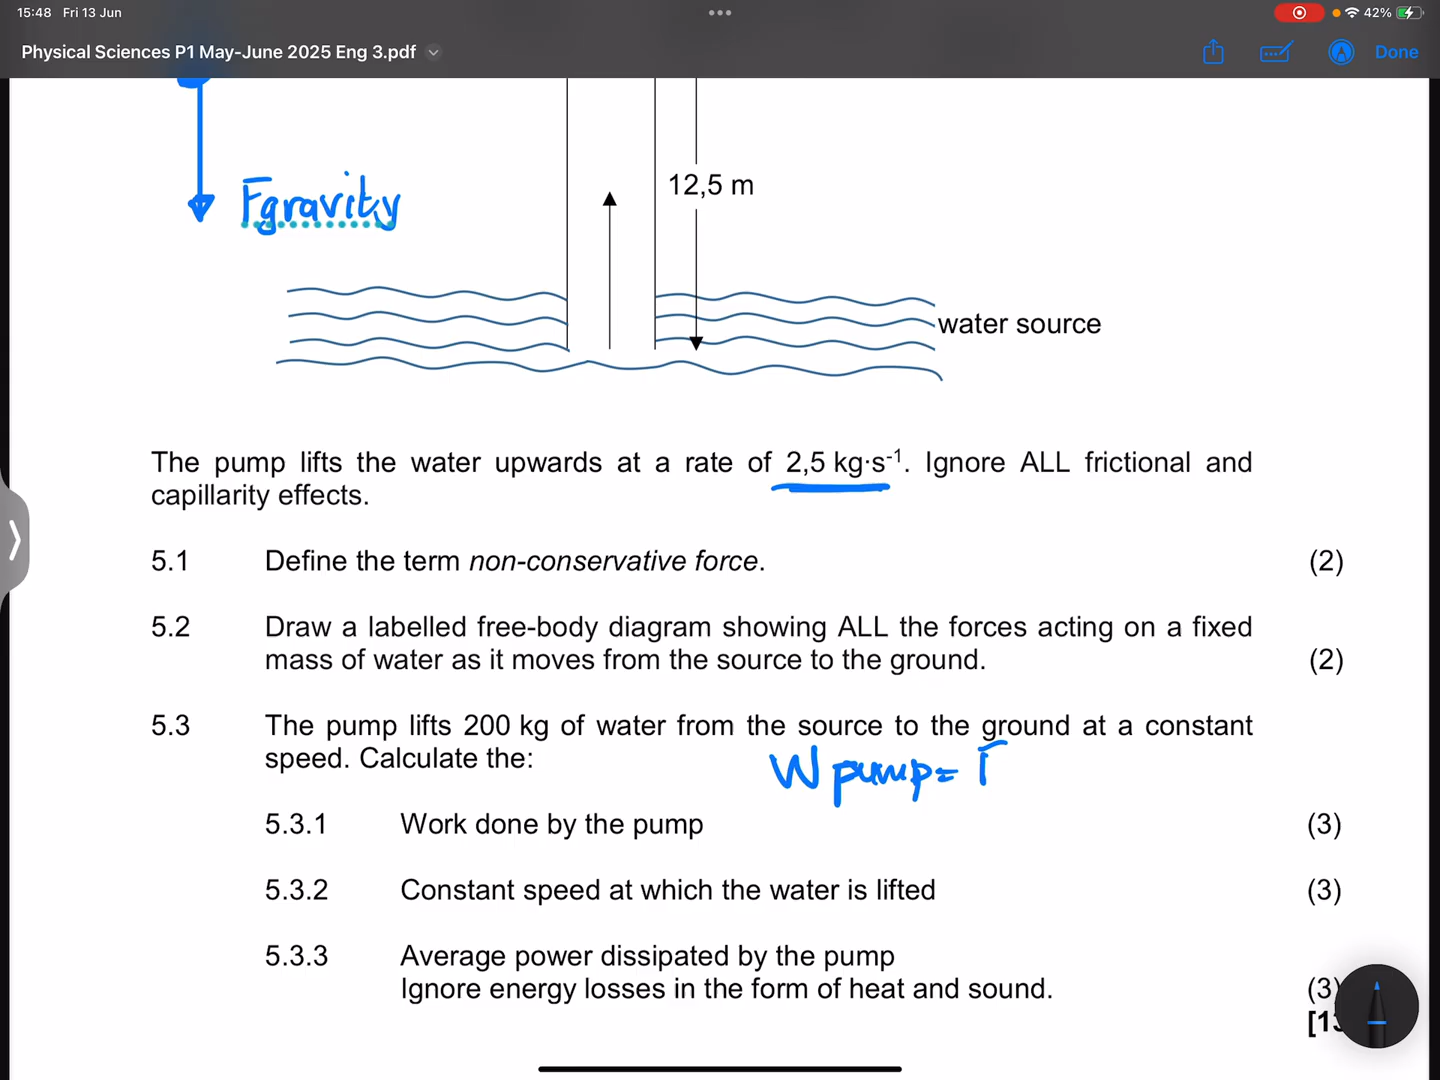 15:48 Fri 13 Jun
42%
Physical Sciences P1 May-June 2025 Eng 3.pdf
Done
Fgravity
12,5 m
water source
The pump lifts the water upwards at a rate of 2,5 kg·s⁻¹. Ignore ALL frictional and
capillarity effects.
5.1 Define the term non-conservative force. (2)
5.2 Draw a labelled free-body diagram showing ALL the forces acting on a fixed
mass of water as it moves from the source to the ground. (2)
5.3 The pump lifts 200 kg of water from the source to the ground at a constant
speed. Calculate the:
W pump =
5.3.1 Work done by the pump (3)
5.3.2 Constant speed at which the water is lifted (3)
5.3.3 Average power dissipated by the pump
Ignore energy losses in the form of heat and sound. (3)